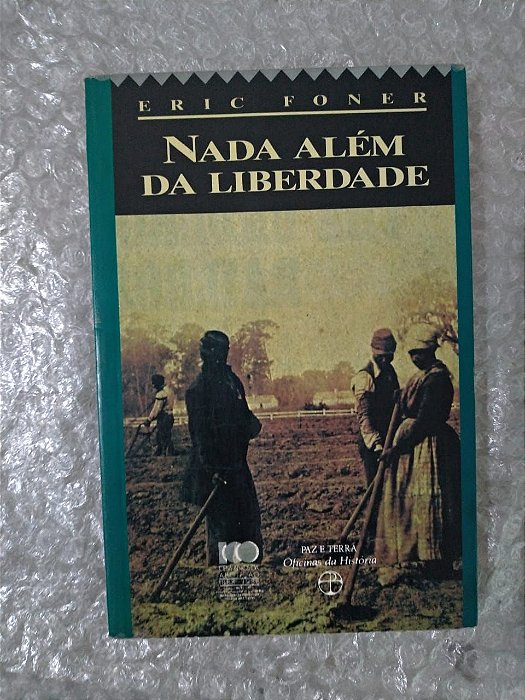 ERIC FONER
NADA ALÉM
DA LIBERDADE
PAZ E TERRA
Oficinas da História